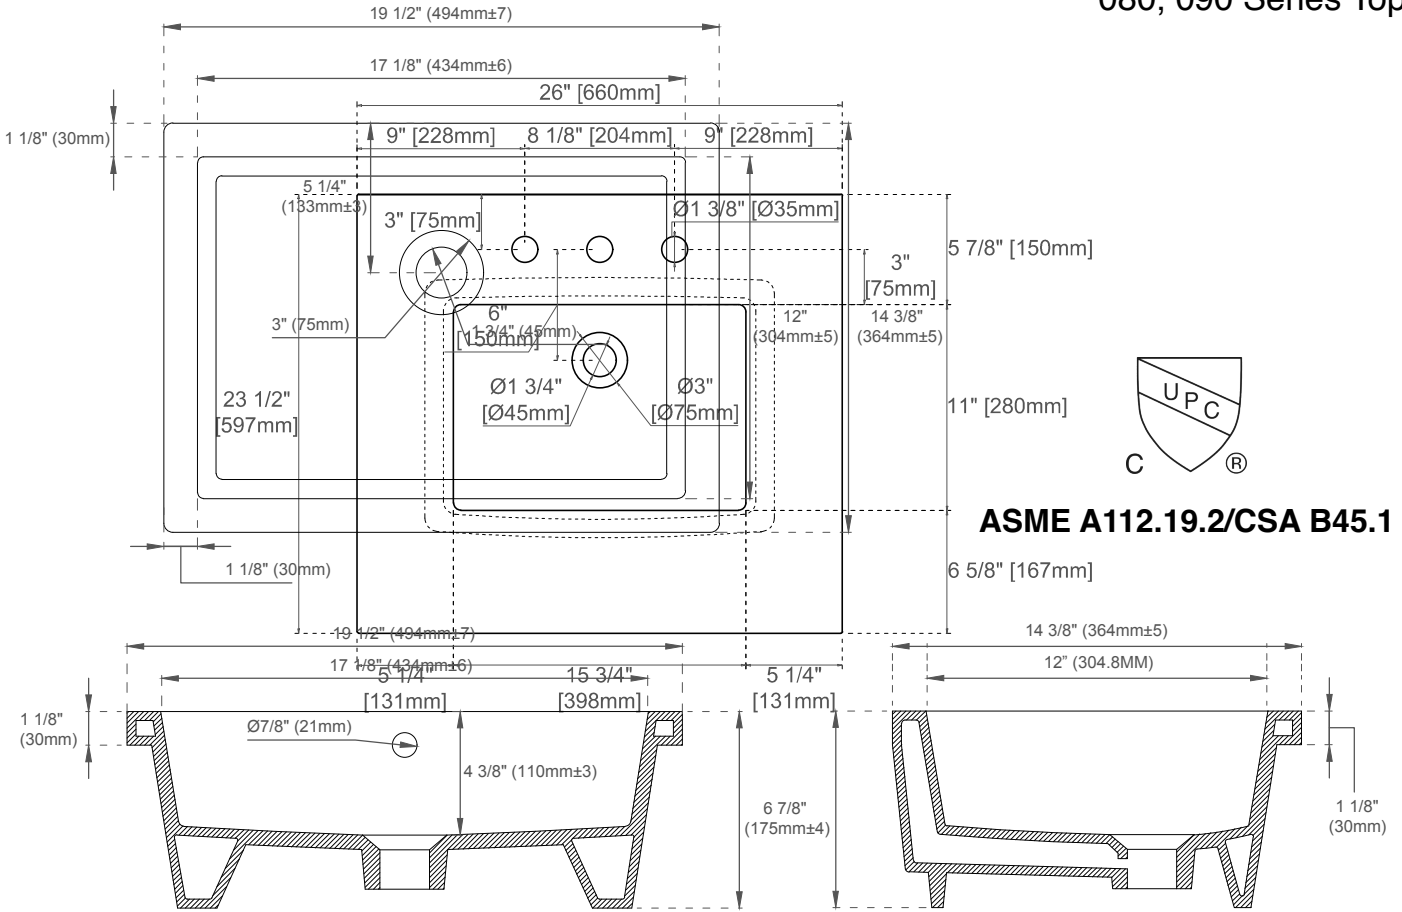 080, 090 Series Top
19 1/2" (494mm±7)
17 1/8" (434mm±6)
26" [660mm]
1 1/8" (30mm)
9" [228mm]
8 1/8" [204mm]
9" [228mm]
5 1/4"
(133mm±3)
3" [75mm]
Ø1 3/8" [Ø35mm]
5 7/8" [150mm]
3"
[75mm]
3" (75mm)
6"
[150mm]
1 3/4" (45mm)
12"
(304mm±5)
14 3/8"
(364mm±5)
Ø1 3/4"
[Ø45mm]
Ø3"
[Ø75mm]
23 1/2"
[597mm]
11" [280mm]
UPC
C
®
ASME A112.19.2/CSA B45.1
1 1/8" (30mm)
6 5/8" [167mm]
19 1/2" (494mm±7)
17 1/8" (434mm±6)
5 1/4"
[131mm]
15 3/4"
[398mm]
5 1/4"
[131mm]
14 3/8" (364mm±5)
12” (304.8MM)
1 1/8"
(30mm)
Ø7/8" (21mm)
4 3/8" (110mm±3)
6 7/8"
(175mm±4)
1 1/8"
(30mm)